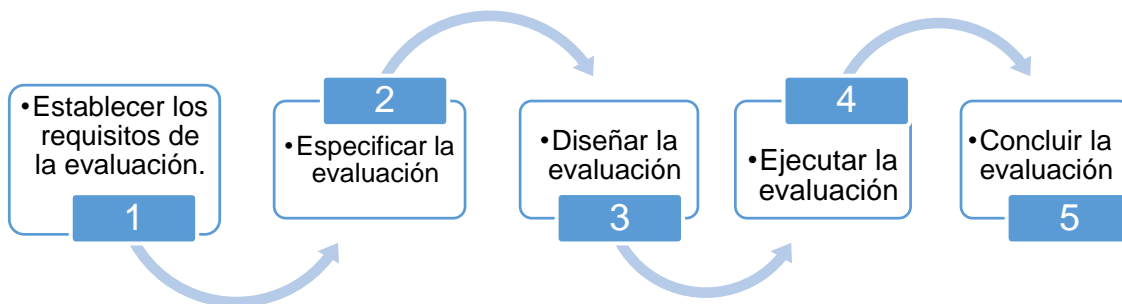 •Establecer los
requisitos de
la evaluación.
1
2
•Especificar la
evaluación
•Diseñar la
evaluación
3
4
•Ejecutar la
evaluación
•Concluir la
evaluación
5